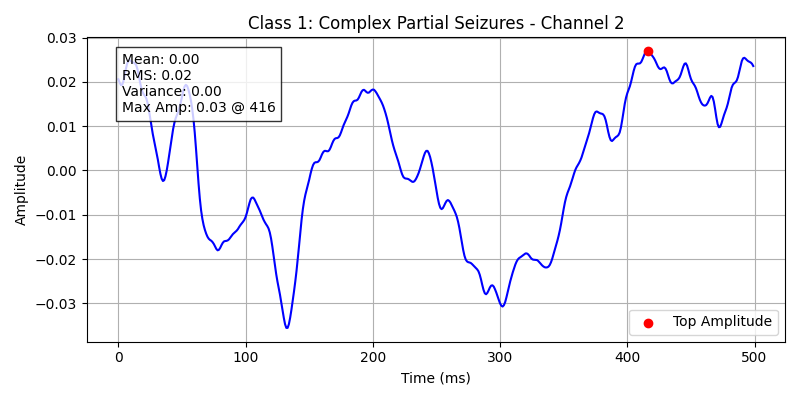 Class 1: Complex Partial Seizures - Channel 2
Mean: 0.00
RMS: 0.02
Variance: 0.00
Max Amp: 0.03 @ 416
0.03
0.02
0.01
0.00
−0.01
−0.02
−0.03
Amplitude
Top Amplitude
0 100 200 300 400 500
Time (ms)